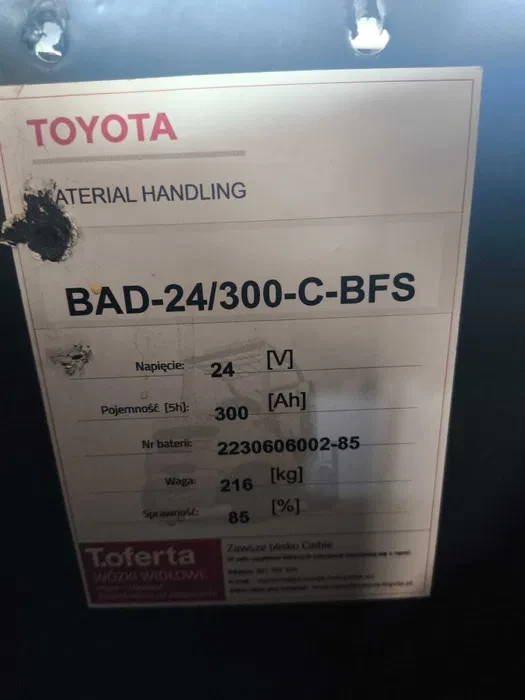 TOYOTA
MATERIAL HANDLING
BAD-24/300-C-BFS
Napięcie: 24 [V]
Pojemność [5h]: 300 [Ah]
Nr baterii: 2230606002-85
Waga: 216 [kg]
Sprawność: 85 [%]
T.oferta
WÓZKI WIDŁOWE
Zawsze blisko Ciebie